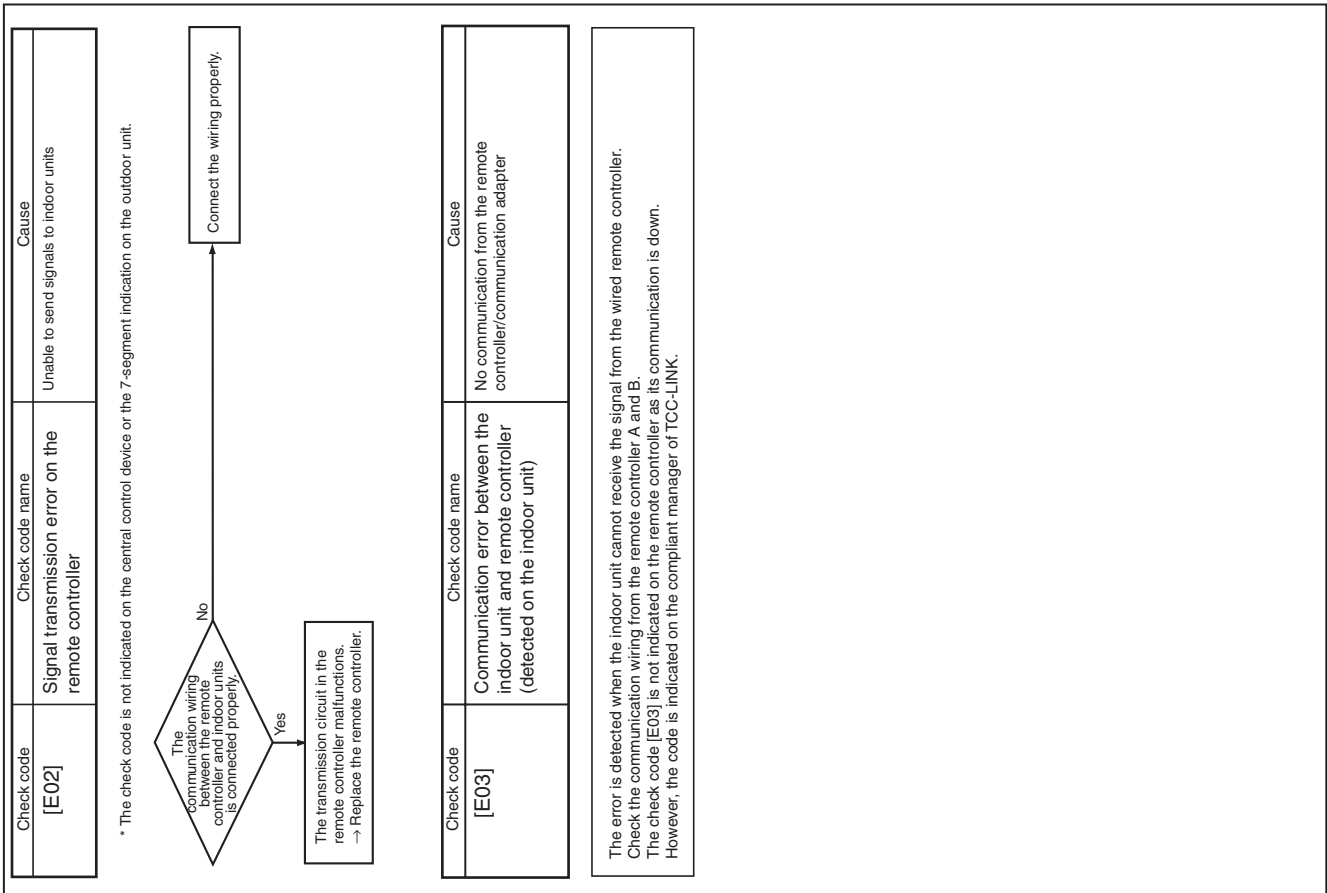 Check code
Check code name
Cause
[E02]
Signal transmission error on the
remote controller
Unable to send signals to indoor units
* The check code is not indicated on the central control device or the 7-segment indication on the outdoor unit.
The
communication wiring
between the remote
controller and indoor units
is connected properly.
No
Connect the wiring properly.
Yes
The transmission circuit in the
remote controller malfunctions.
→ Replace the remote controller.
Check code
Check code name
Cause
[E03]
Communication error between the
indoor unit and remote controller
(detected on the indoor unit)
No communication from the remote
controller/communication adapter
The error is detected when the indoor unit cannot receive the signal from the wired remote controller.
Check the communication wiring from the remote controller A and B.
The check code [E03] is not indicated on the remote controller as its communication is down.
However, the code is indicated on the compliant manager of TCC-LINK.